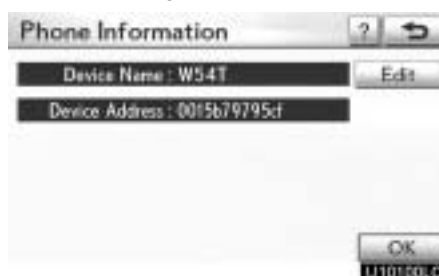 Phone Information ?
Device Name : W54T Edit
Device Address : 0015b79795cf
OK